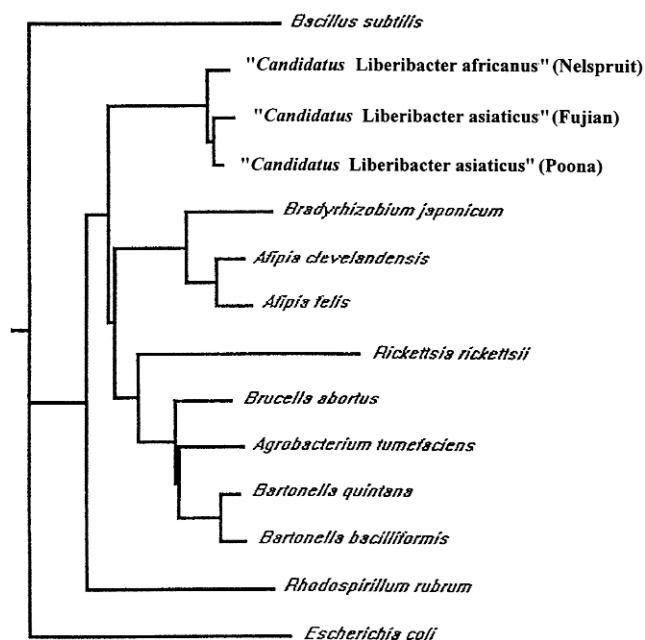 Bacillus subtilis
"Candidatus Liberibacter africanus" (Nelspruit)
"Candidatus Liberibacter asiaticus" (Fujian)
"Candidatus Liberibacter asiaticus" (Poona)
Bradyrhizobium japonicum
Afipia clevelandensis
Afipia felis
Rickettsia rickettsii
Brucella abortus
Agrobacterium tumefaciens
Bartonella quintana
Bartonella bacilliformis
Rhodospirillum rubrum
Escherichia coli